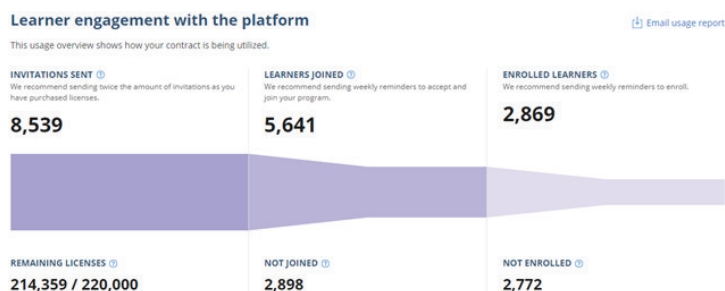 Learner engagement with the platform
Email usage report
This usage overview shows how your contract is being utilized.
INVITATIONS SENT
We recommend sending twice the amount of invitations as you
have purchased licenses.
8,539
LEARNERS JOINED
We recommend sending weekly reminders to accept and
join your program.
5,641
ENROLLED LEARNERS
We recommend sending weekly reminders to enroll.
2,869
REMAINING LICENSES
214,359 / 220,000
NOT JOINED
2,898
NOT ENROLLED
2,772